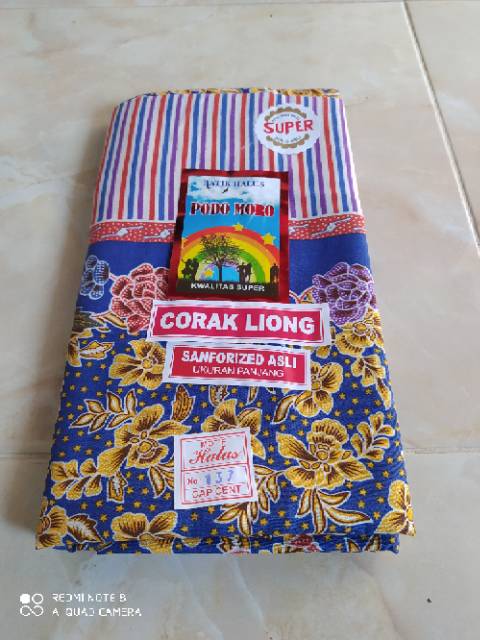 SUPER
BATIK HALUS
PODO MORO
KWALITAS SUPER
CORAK LIONG
SANFORIZED ASLI
UKURAN PANJANG
Halus
No 137
CAP CENT
REDMI NOTE 8
AI QUAD CAMERA